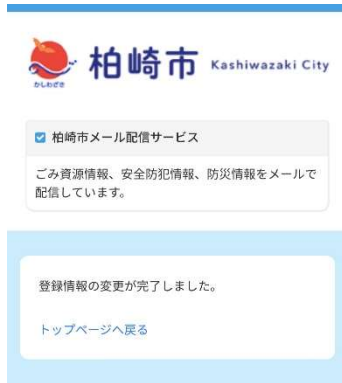 かしわざき
柏崎市 Kashiwazaki City
柏崎市メール配信サービス
ごみ資源情報、安全防犯情報、防災情報をメールで
配信しています。
登録情報の変更が完了しました。
トップページへ戻る